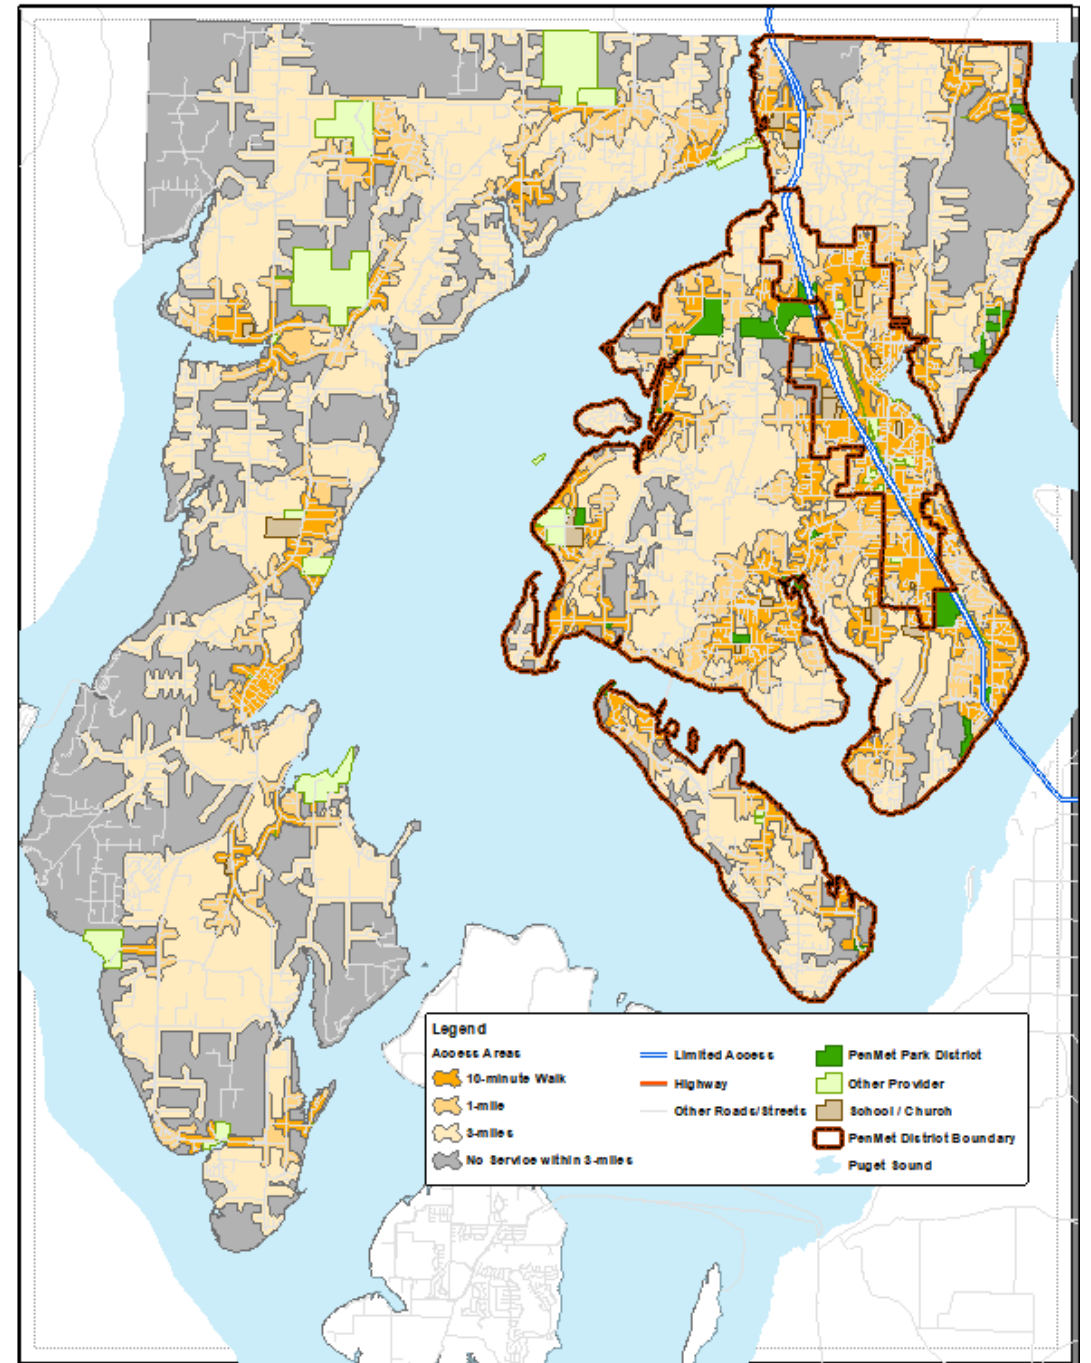 Legend
Access Areas
10-minute Walk
1-mile
3-miles
No Service within 3-miles
Limited Access
Highway
Other Roads/Streets
PenMet Park District
Other Provider
School / Church
PenMet District Boundary
Puget Sound